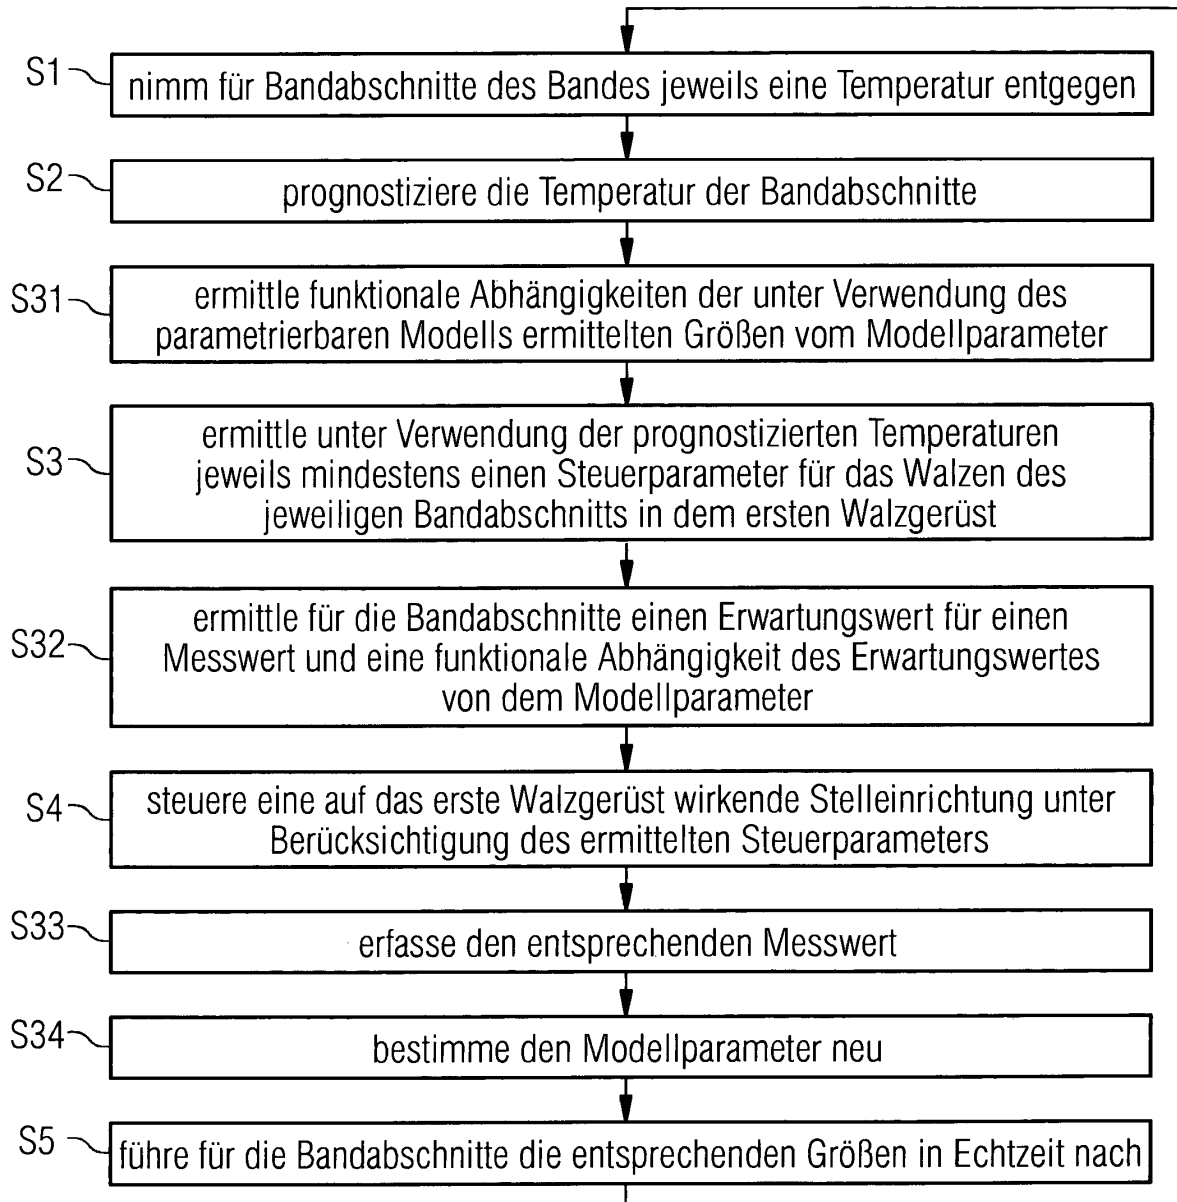 S1
nimm für Bandabschnitte des Bandes jeweils eine Temperatur entgegen
S2
prognostiziere die Temperatur der Bandabschnitte
S31
ermittle funktionale Abhängigkeiten der unter Verwendung des
parametrierbaren Modells ermittelten Größen vom Modellparameter
S3
ermittle unter Verwendung der prognostizierten Temperaturen
jeweils mindestens einen Steuerparameter für das Walzen des
jeweiligen Bandabschnitts in dem ersten Walzgerüst
S32
ermittle für die Bandabschnitte einen Erwartungswert für einen
Messwert und eine funktionale Abhängigkeit des Erwartungswertes
von dem Modellparameter
S4
steuere eine auf das erste Walzgerüst wirkende Stelleinrichtung unter
Berücksichtigung des ermittelten Steuerparameters
S33
erfasse den entsprechenden Messwert
S34
bestimme den Modellparameter neu
S5
führe für die Bandabschnitte die entsprechenden Größen in Echtzeit nach